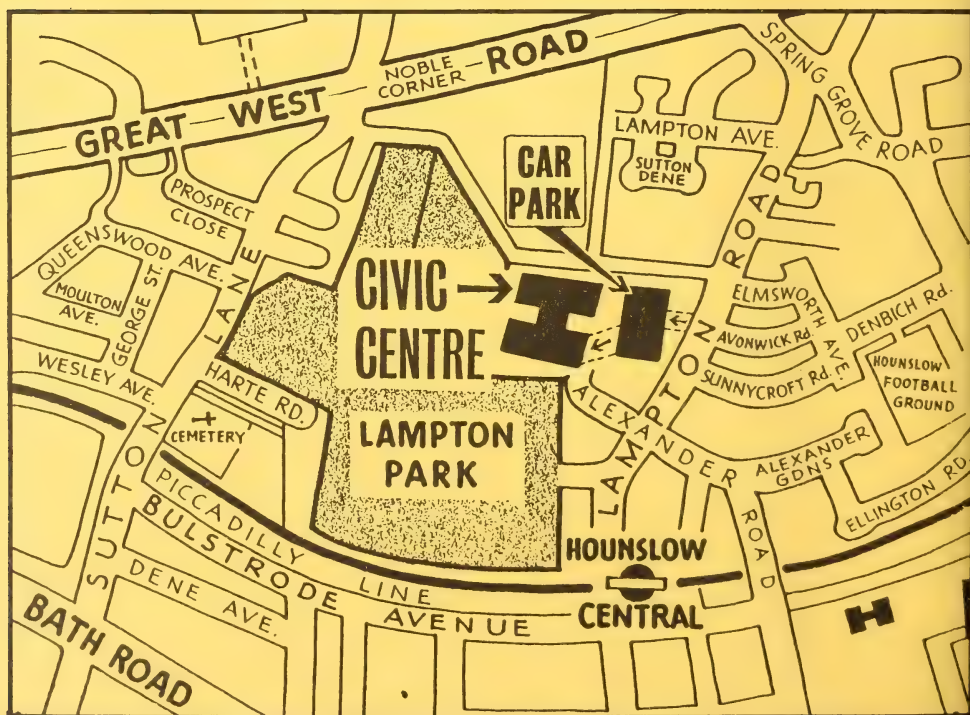 GREAT WEST ROAD
NOBLE
CORNER
SPRING GROVE ROAD
LAMPTON AVE.
SUTTON
DENE
CAR
PARK
PROSPECT
CLOSE
QUEENSWOOD AVE.
MOULTON
AVE.
GEORGE ST.
WESLEY AVE.
SUTTON LANE
HARTE RD.
CEMETERY
CIVIC
CENTRE
LAMPTON
PARK
LAMPTON ROAD
ELMSWORTH AVE.
AVONWICK Rd.
SUNNYCROFT Rd.
DENBICH Rd.
HOUNSLOW
FOOTBALL
GROUND
ALEXANDER ROAD
ALEXANDER
GDNS
ELLINGTON RD.
PICCADILLY LINE
BULSTRODE AVENUE
DENE AVE.
HOUNSLOW
CENTRAL
BATH ROAD
H